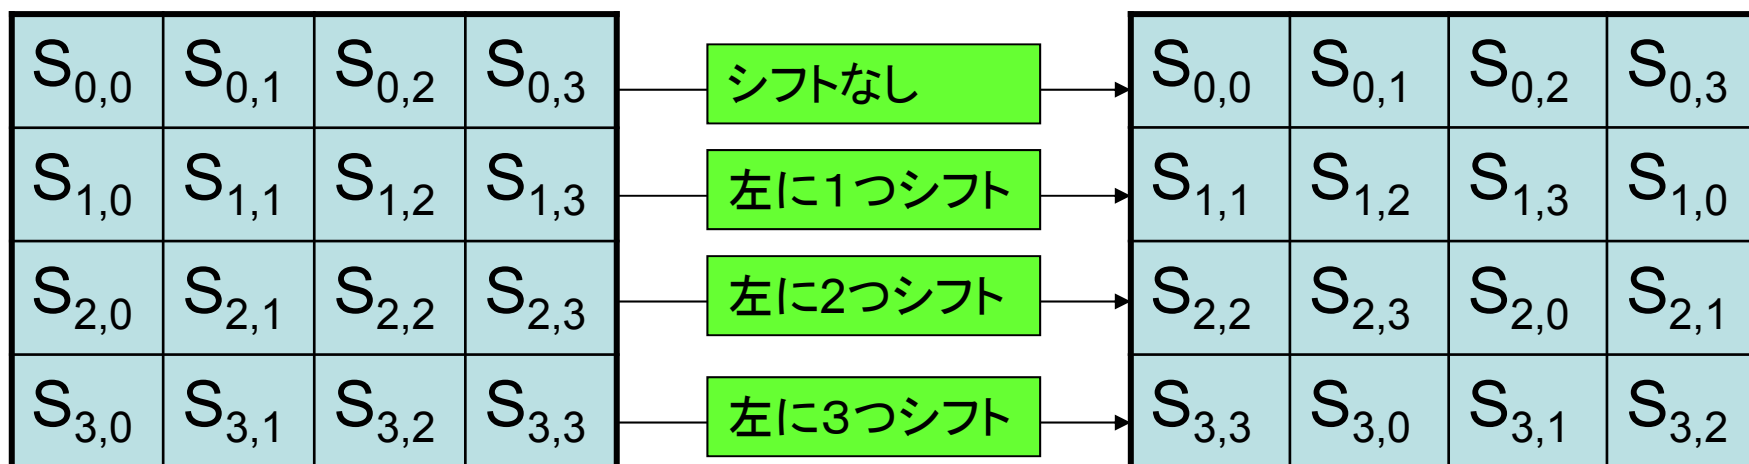 S0,0 S0,1 S0,2 S0,3 シフトなし S0,0 S0,1 S0,2 S0,3
S1,0 S1,1 S1,2 S1,3 左に１つシフト S1,1 S1,2 S1,3 S1,0
S2,0 S2,1 S2,2 S2,3 左に2つシフト S2,2 S2,3 S2,0 S2,1
S3,0 S3,1 S3,2 S3,3 左に３つシフト S3,3 S3,0 S3,1 S3,2